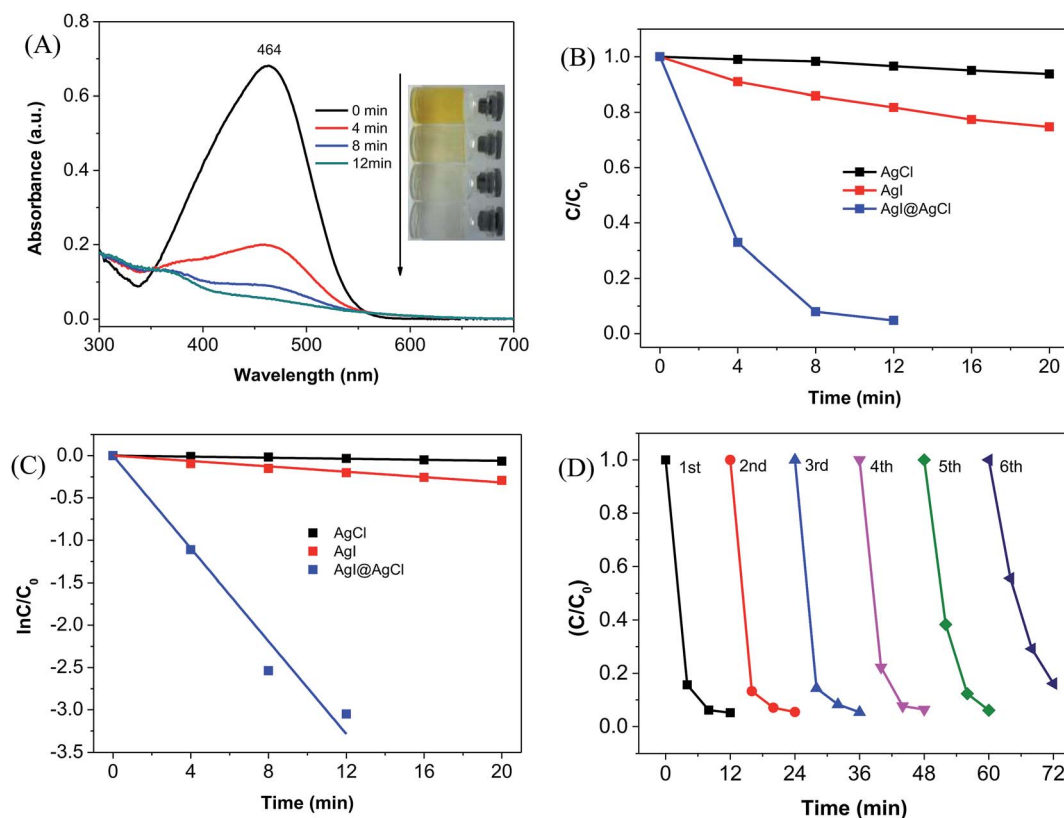 (A)
464
0 min
4 min
8 min
12min
0.8
0.6
0.4
0.2
0.0
Absorbance (a.u.)
300 400 500 600 700
Wavelength (nm)
(B)
1.0
0.8
0.6
0.4
0.2
0.0
C/C0
AgCl
AgI
AgI@AgCl
0 4 8 12 16 20
Time (min)
(C)
0.0
-0.5
-1.0
-1.5
-2.0
-2.5
-3.0
-3.5
lnC/C0
AgCl
AgI
AgI@AgCl
0 4 8 12 16 20
Time (min)
(D)
1.0
0.8
0.6
0.4
0.2
0.0
(C/C0)
1st 2nd 3rd 4th 5th 6th
0 12 24 36 48 60 72
Time (min)